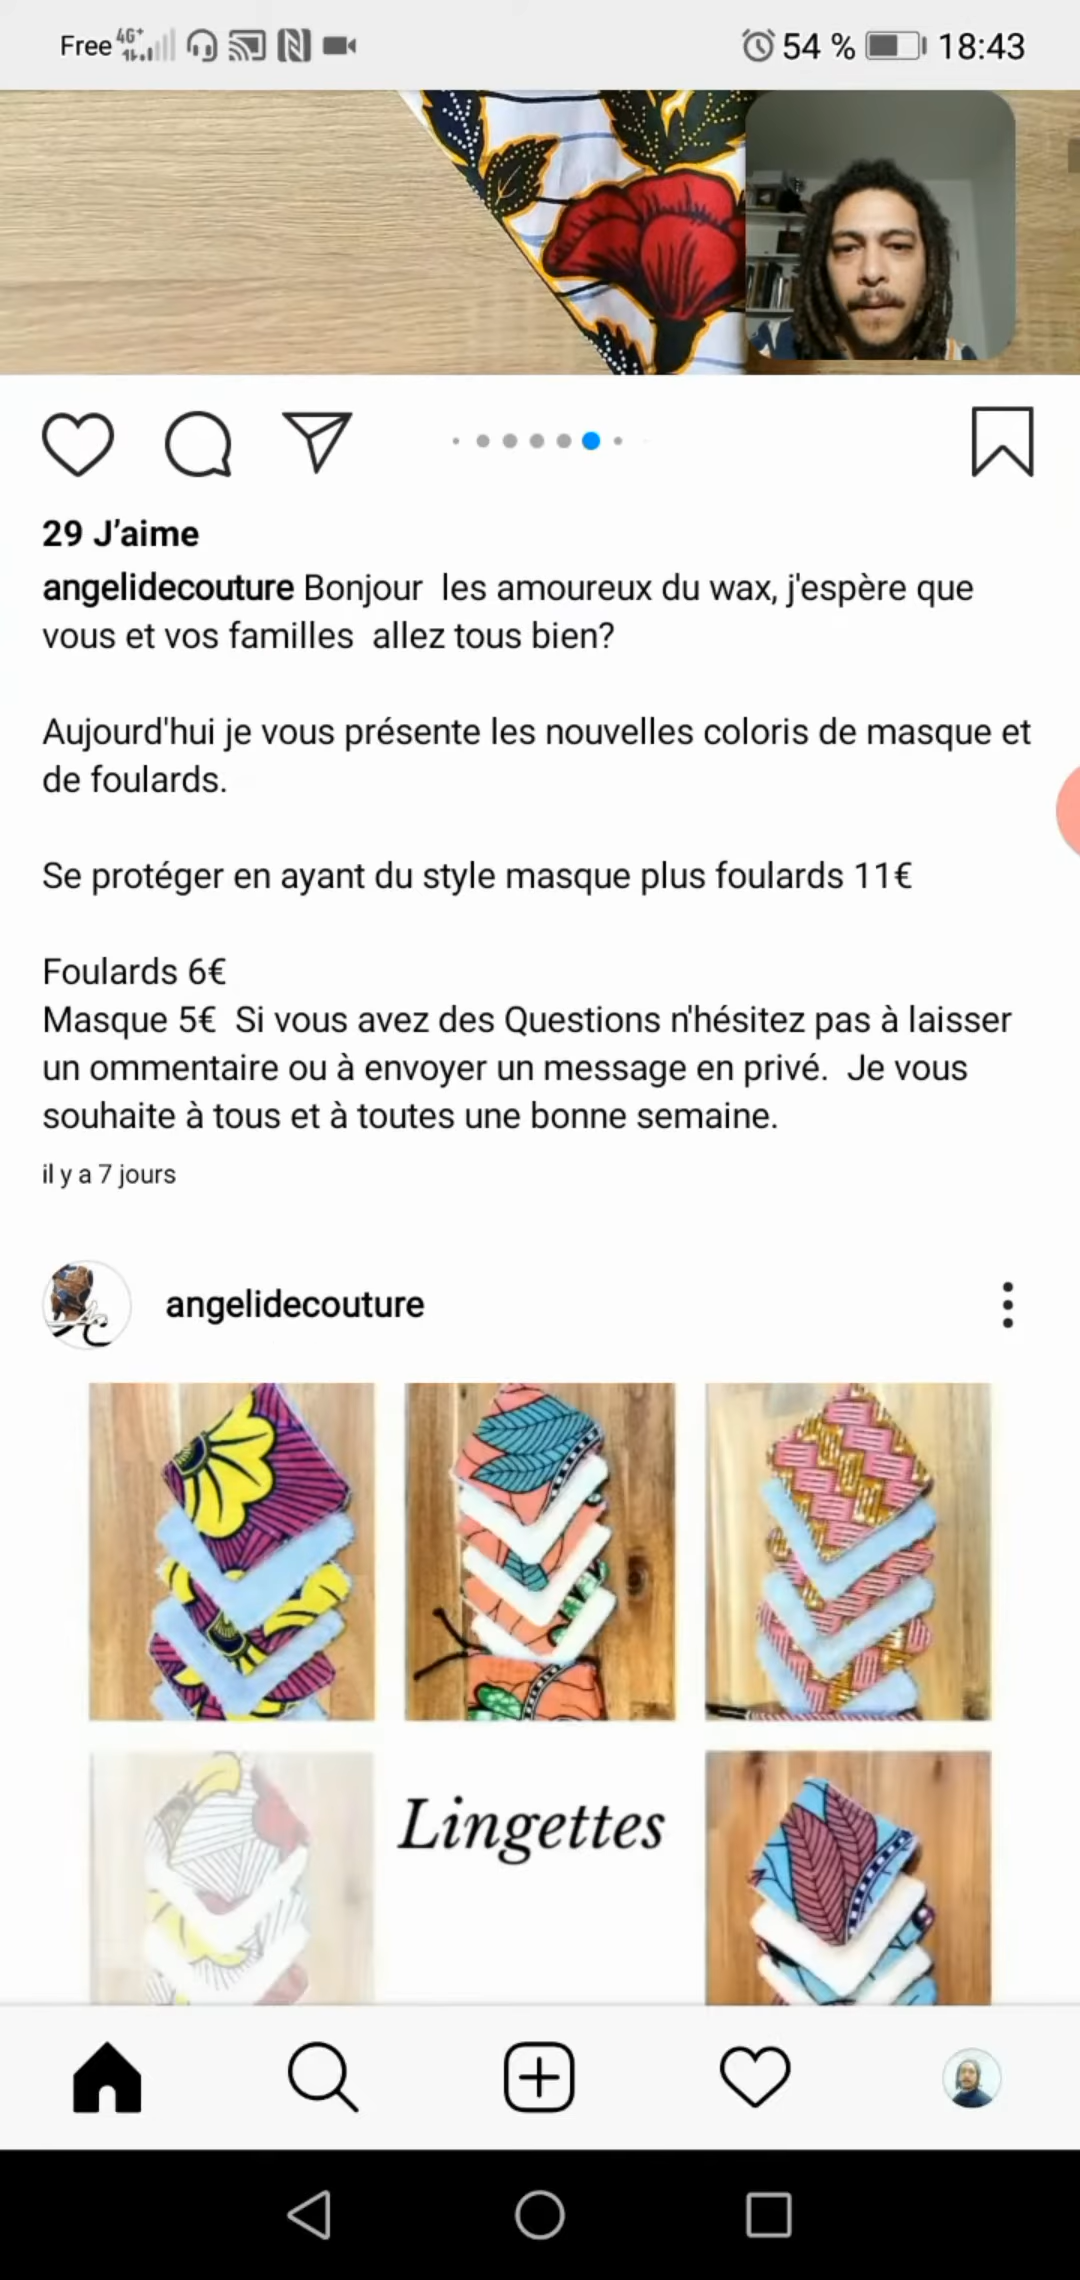 Free 4G+ 54 % 18:43
29 J'aime
angelidecouture Bonjour les amoureux du wax, j'espère que
vous et vos familles allez tous bien?
Aujourd'hui je vous présente les nouvelles coloris de masque et
de foulards.
Se protéger en ayant du style masque plus foulards 11€
Foulards 6€
Masque 5€ Si vous avez des Questions n'hésitez pas à laisser
un ommentaire ou à envoyer un message en privé. Je vous
souhaite à tous et à toutes une bonne semaine.
il y a 7 jours
angelidecouture
Lingettes